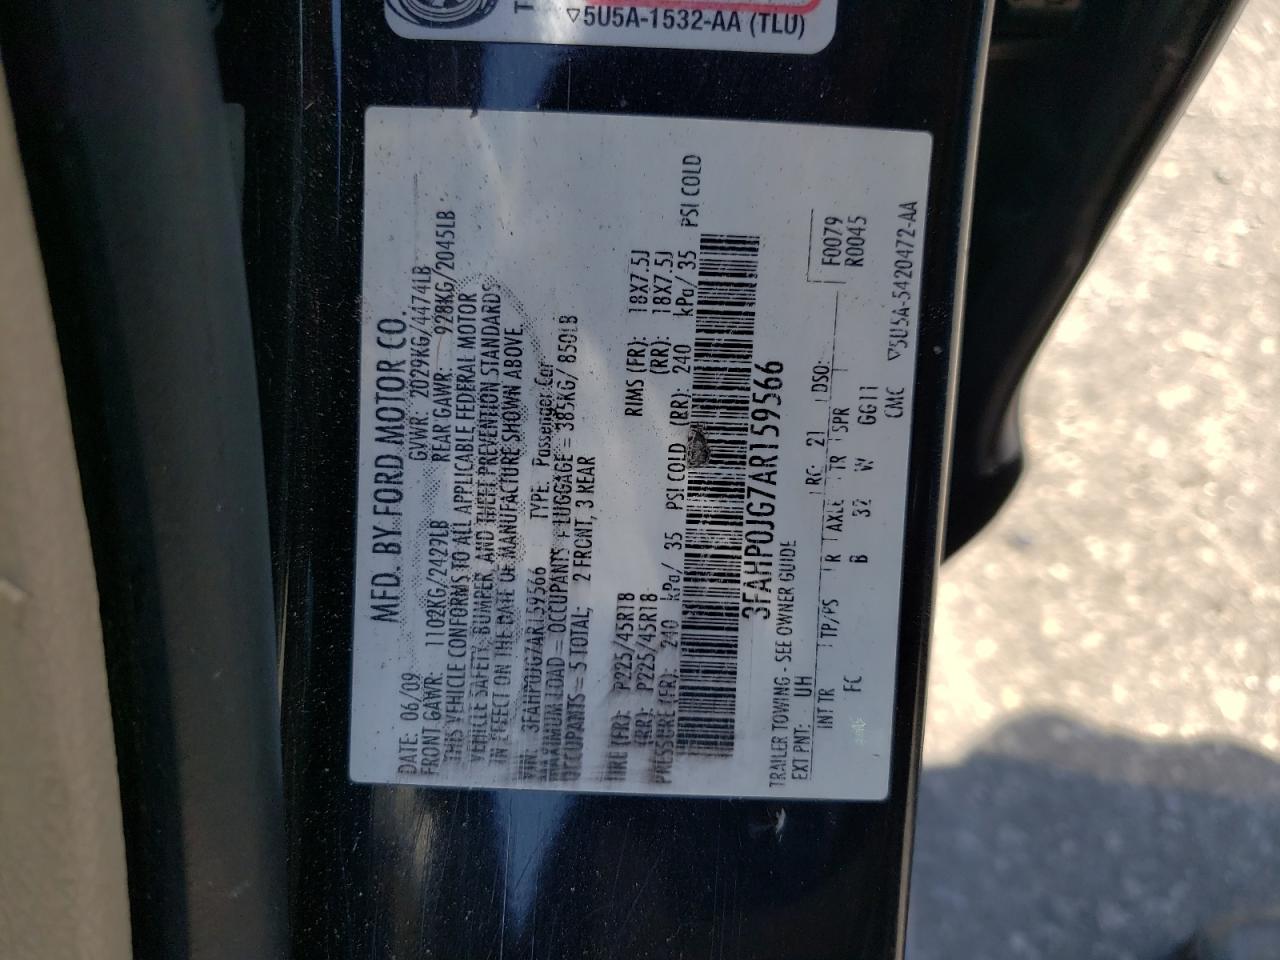 ▽5U5A-1532-AA (TLU)
MFD. BY FORD MOTOR CO.
DATE: 06/09 GVWR: 2029KG/4474LB
FRONT GAWR: 1102KG/2429LB REAR GAWR: 928KG/2045LB
THIS VEHICLE CONFORMS TO ALL APPLICABLE FEDERAL MOTOR
VEHICLE SAFETY, BUMPER, AND THEFT PREVENTION STANDARDS
IN EFFECT ON THE DATE OF MANUFACTURE SHOWN ABOVE.
VIN: 3FAHP0JG7AR159566 TYPE: Passenger Car
MAXIMUM LOAD = OCCUPANTS + LUGGAGE = 385KG/ 850LB
OCCUPANTS = 5 TOTAL; 2 FRONT, 3 REAR
TIRE (FR): P225/45R18 RIMS (FR): 18X7.5J
(RR): P225/45R18 (RR): 18X7.5J
PRESSURE (FR): 240 kPa/ 35 PSI COLD (RR): 240 kPa/ 35 PSI COLD
3FAHP0JG7AR159566
TRAILER TOWING - SEE OWNER GUIDE
EXT PNT: UH RC: 21 DSO: F0079
INT TR TP/PS R AXLE TR SPR R0045
FC B 32 W GG11
CMC ▽5U5A-5420472-AA